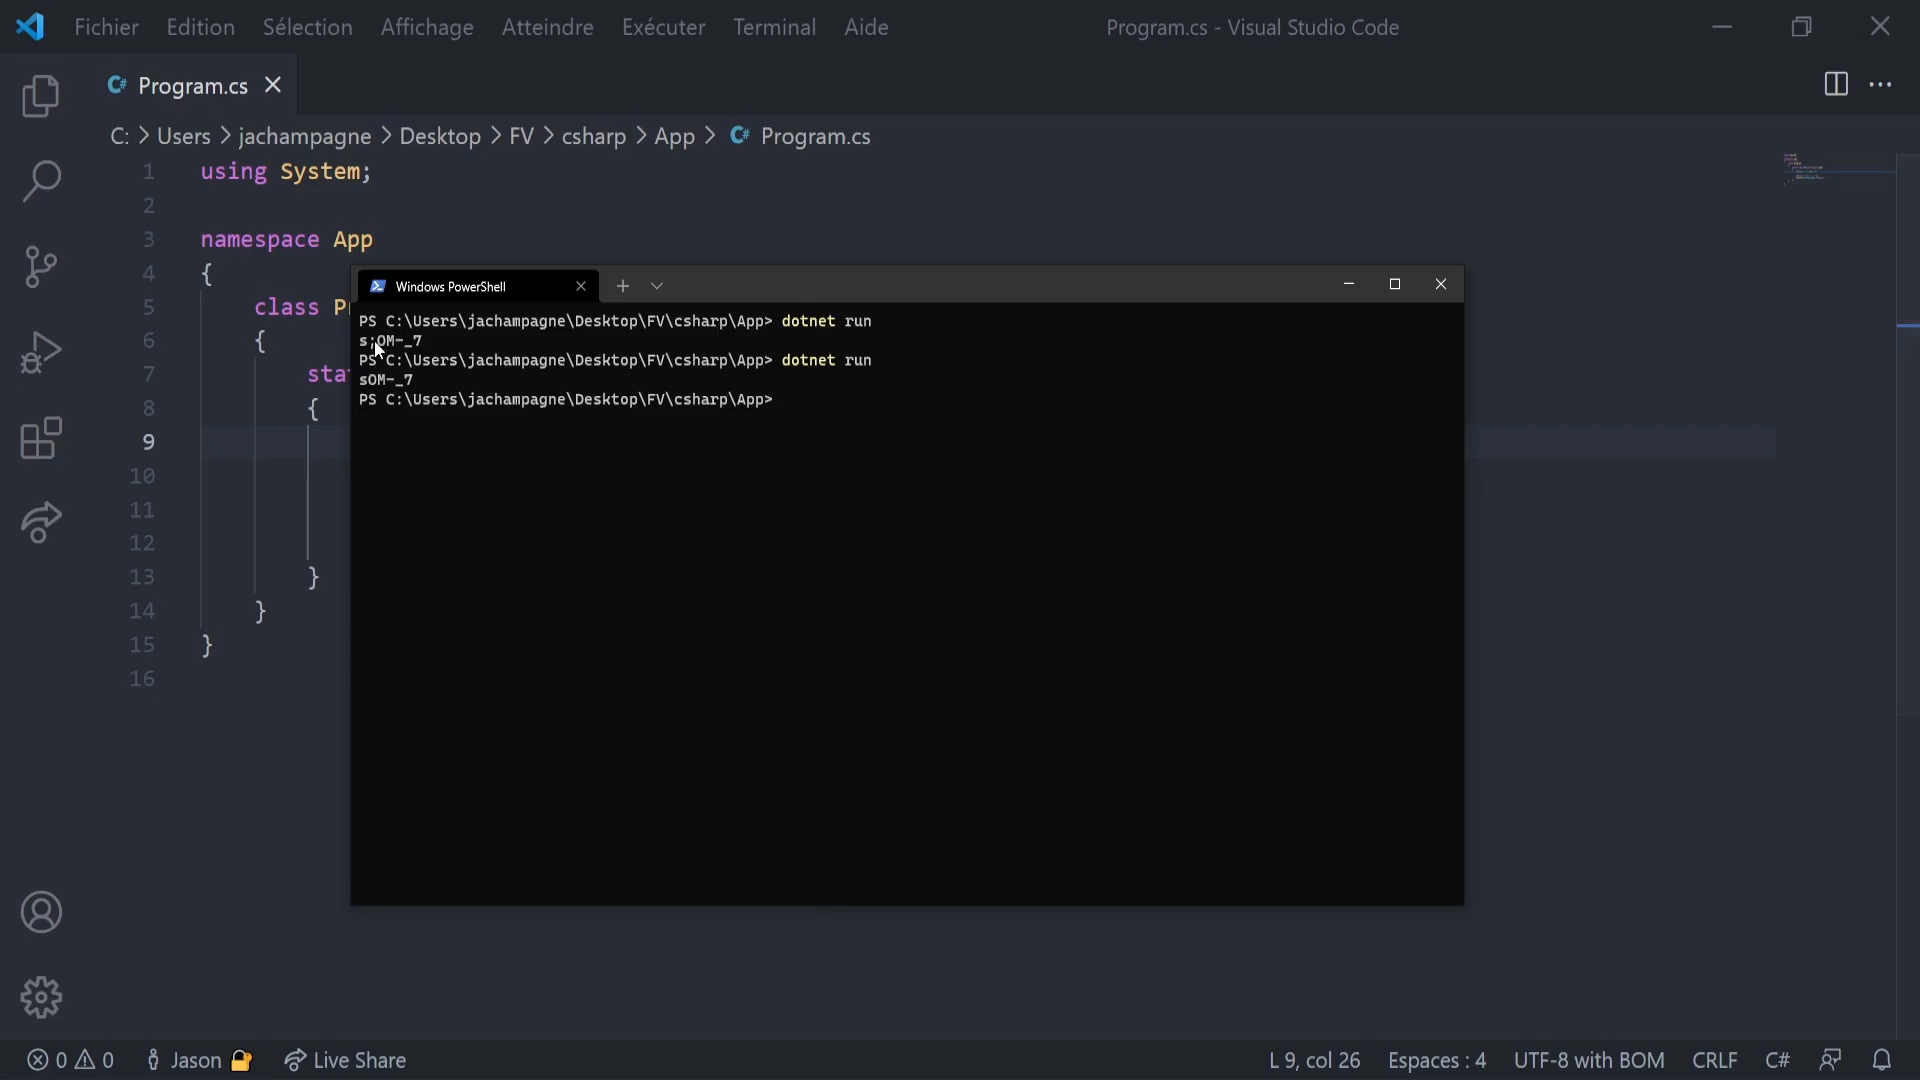 Fichier Edition Sélection Affichage Atteindre Exécuter Terminal Aide Program.cs - Visual Studio Code
C# Program.cs
C: > Users > jachampagne > Desktop > FV > csharp > App > C# Program.cs
1 using System;
2
3 namespace App
4 {
5 class P
6 {
7 sta
8 {
9
10
11
12
13 }
14 }
15 }
16
Windows PowerShell
PS C:\Users\jachampagne\Desktop\FV\csharp\App> dotnet run
s;OM-_7
PS C:\Users\jachampagne\Desktop\FV\csharp\App> dotnet run
sOM-_7
PS C:\Users\jachampagne\Desktop\FV\csharp\App>
0 0 Jason Live Share L 9, col 26 Espaces : 4 UTF-8 with BOM CRLF C#